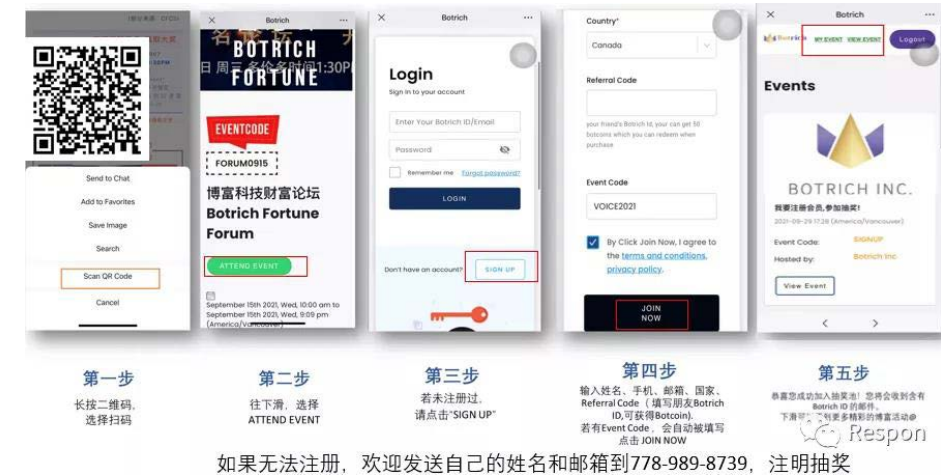 Send to Chat
Add to Favorites
Save Image
Search
Scan QR Code
Cancel
Botrich
BOTRICH
FORTUNE
EVENTCODE
FORUM0915
博富科技财富论坛
Botrich Fortune
Forum
ATTEND EVENT
September 15th 2021, Wed, 10:00 am to
September 15th 2021, Wed, 9:09 pm
(America/Vancouver)
Botrich
Login
Sign in to your account
Enter Your Botrich ID/Email
Password
Remember me Forgot password?
LOGIN
Don't have an account? SIGN UP
Country*
Canada
Referral Code
your friend's Botrich Id, your can get 50
botcoins which you can redeem when
purchase
Event Code
VOICE2021
By Click Join Now, I agree to
the terms and conditions,
privacy policy.
JOIN
NOW
Botrich
Botrich MY EVENT VIEW EVENT Logout
Events
BOTRICH INC.
我要注册会员,参加抽奖!
2021-09-29 17:28 (America/Vancouver)
Event Code: SIGNUP
Hosted by: Botrich Inc
View Event
第一步
长按二维码,
选择扫码
第二步
往下滑，选择
ATTEND EVENT
第三步
若未注册过,
请点击"SIGN UP"
第四步
输入姓名、手机、邮箱、国家、
Referral Code（填写朋友Botrich
ID,可获得Botcoin).
若有Event Code，会自动被填写
点击 JOIN NOW
第五步
恭喜您成功加入抽奖池！您将会收到含有
Botrich ID 的邮件。
更多精彩的博富活动@
Respon
如果无法注册，欢迎发送自己的姓名和邮箱到778-989-8739，注明抽奖